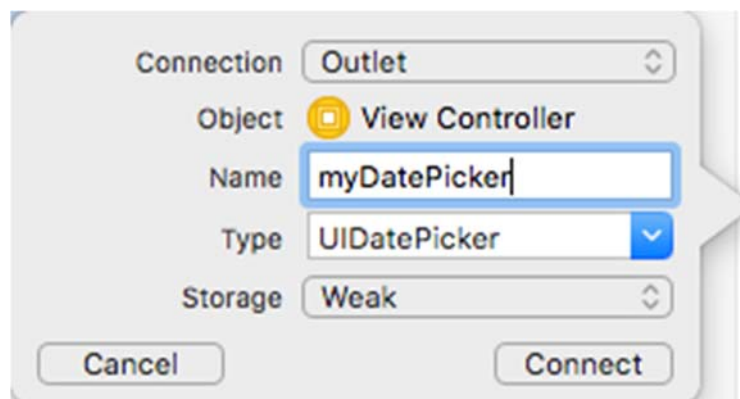 Connection Outlet
Object View Controller
Name myDatePicker
Type UIDatePicker
Storage Weak
Cancel Connect